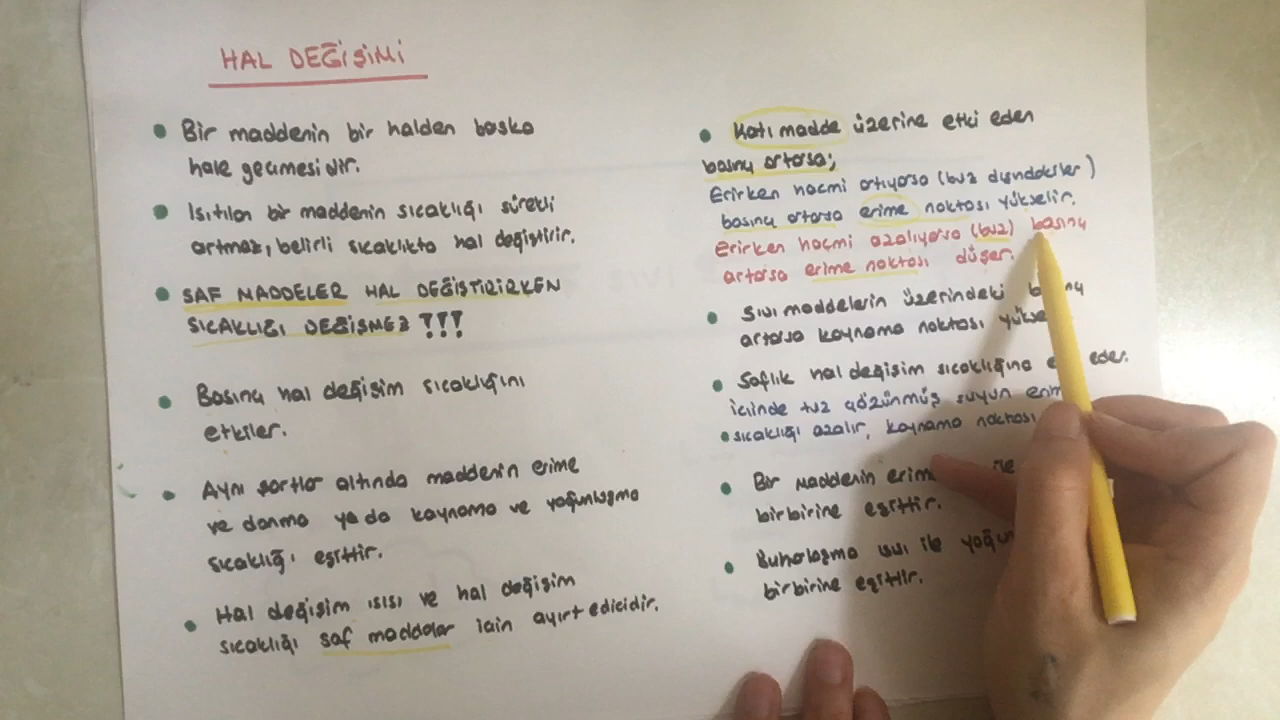 HAL DEĞİŞİMİ
• Bir maddenin bir halden başka
hale geçmesidir.
• Isıtılan bir maddenin sıcaklığı sürekli
artmaz, belirli sıcaklıkta hal değiştirir.
• SAF MADDELER HAL DEĞİŞTİRİRKEN
SICAKLIĞI DEĞİŞMEZ !!!
• Basınç hal değişim sıcaklığını
etkiler.
• Aynı şartlar altında maddenin erime
ve donma ya da kaynama ve yoğunlaşma
sıcaklığı eşittir.
• Hal değişim ısısı ve hal değişim
sıcaklığı saf maddeler için ayırt edicidir.
• Katı madde üzerine etki eden
basınç artarsa;
Erirken hacmi artıyorsa (buz dışındakiler)
basınç artarsa erime noktası yükselir.
Erirken hacmi azalıyorsa (buz) basınç
artarsa erime noktası düşer.
• Sıvı maddelerin üzerindeki
artarsa kaynama noktası
• Saflık hal değişim sıcaklığına eder.
içinde tuz çözünmüş suyun
• sıcaklığı azalır, kaynama noktası
• Bir maddenin ile
birbirine eşittir.
• Buharlaşma ısısı ile
birbirine eşittir.